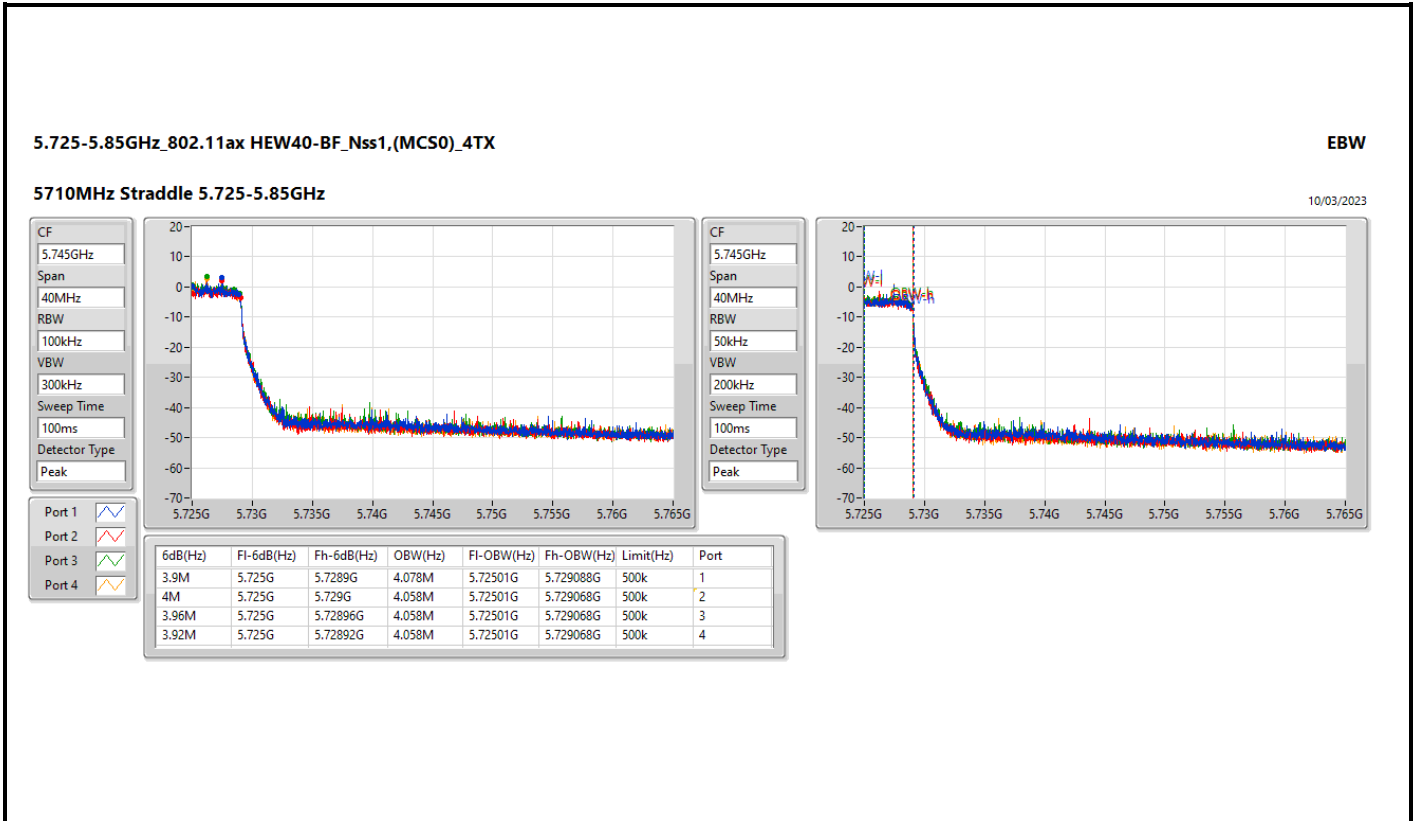 5.725-5.85GHz_802.11ax HEW40-BF_Nss1,(MCS0)_4TX
EBW
5710MHz Straddle 5.725-5.85GHz
10/03/2023
CF
5.745GHz
Span
40MHz
RBW
100kHz
VBW
300kHz
Sweep Time
100ms
Detector Type
Peak
20
10
0
-10
-20
-30
-40
-50
-60
-70
5.725G 5.73G 5.735G 5.74G 5.745G 5.75G 5.755G 5.76G 5.765G
CF
5.745GHz
Span
40MHz
RBW
50kHz
VBW
200kHz
Sweep Time
100ms
Detector Type
Peak
20
10
0
-10
-20
-30
-40
-50
-60
-70
5.725G 5.73G 5.735G 5.74G 5.745G 5.75G 5.755G 5.76G 5.765G
Port 1
Port 2
Port 3
Port 4
6dB(Hz) Fl-6dB(Hz) Fh-6dB(Hz) OBW(Hz) Fl-OBW(Hz) Fh-OBW(Hz) Limit(Hz) Port
3.9M 5.725G 5.7289G 4.078M 5.72501G 5.729088G 500k 1
4M 5.725G 5.729G 4.058M 5.72501G 5.729068G 500k 2
3.96M 5.725G 5.72896G 4.058M 5.72501G 5.729068G 500k 3
3.92M 5.725G 5.72892G 4.058M 5.72501G 5.729068G 500k 4